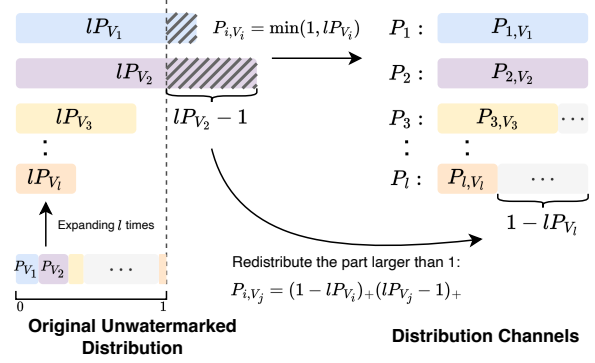 lP_{V_1}
P_{i,V_i} = min(1, lP_{V_i})
P_1 : P_{1,V_1}
lP_{V_2}
P_2 : P_{2,V_2}
lP_{V_3}
lP_{V_2} − 1
P_3 : P_{3,V_3} ···
⋮
⋮ ⋮
lP_{V_l}
P_l : P_{l,V_l} ···
Expanding l times
1 − lP_{V_l}
P_{V_1} P_{V_2} ···
Redistribute the part larger than 1:
P_{i,V_j} = (1 − lP_{V_i})_+(lP_{V_j} − 1)_+
0 1
Original Unwatermarked
Distribution
Distribution Channels